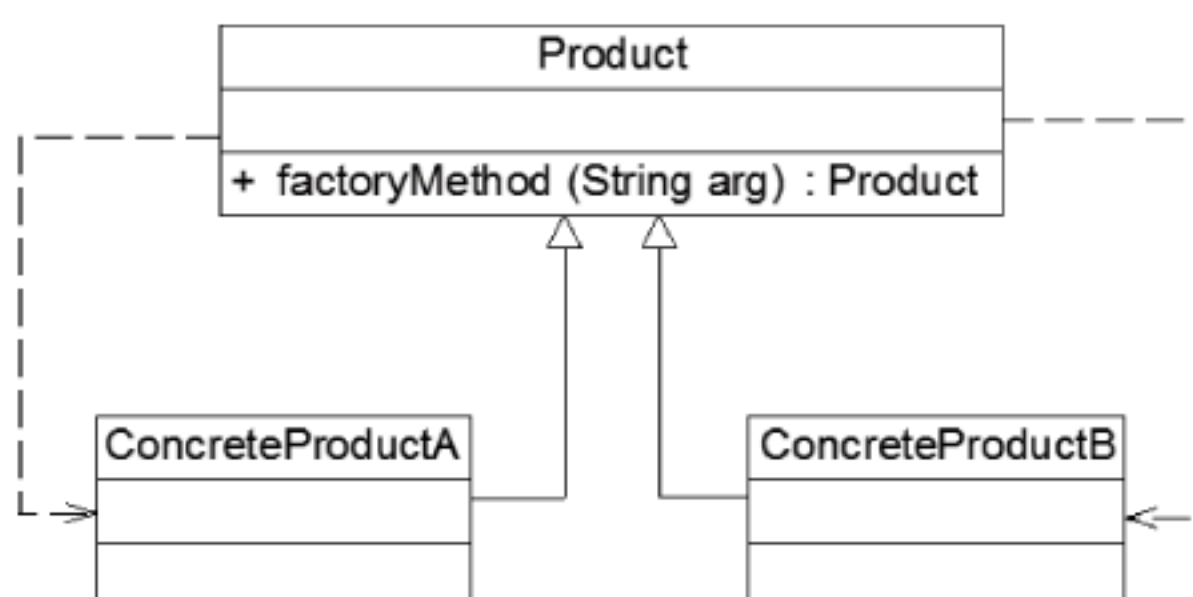 Product
+ factoryMethod (String arg) : Product
ConcreteProductA
ConcreteProductB